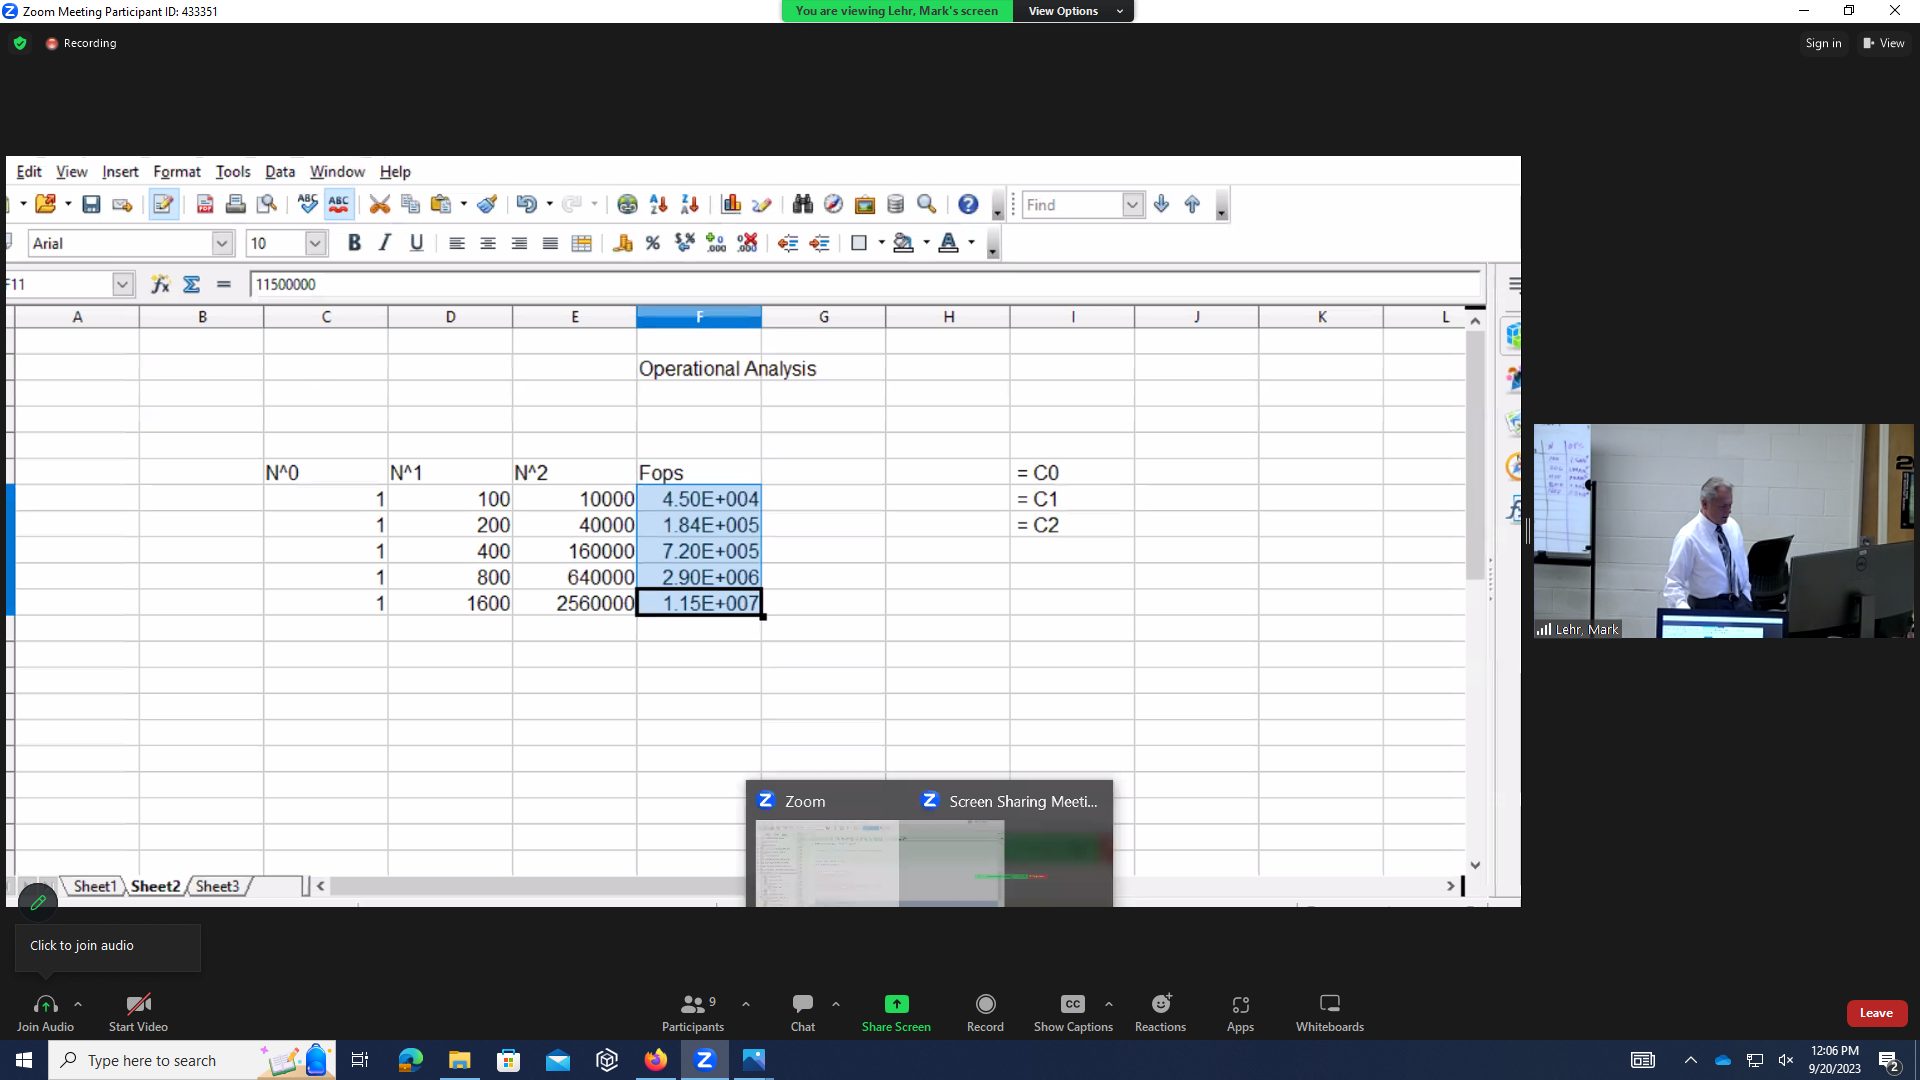 Zoom Meeting Participant ID: 433351
You are viewing Lehr, Mark's screen
View Options
Recording
Sign in
View
Edit View Insert Format Tools Data Window Help
Find
Arial
10
F11
11500000
A B C D E F G H I J K L
Operational Analysis
N^0 N^1 N^2 Fops = C0
1 100 10000 4.50E+004 = C1
1 200 40000 1.84E+005 = C2
1 400 160000 7.20E+005
1 800 640000 2.90E+006
1 1600 2560000 1.15E+007
Lehr, Mark
Zoom
Screen Sharing Meeti...
Sheet1 Sheet2 Sheet3
Click to join audio
9
Join Audio Start Video Participants Chat Share Screen Record Show Captions Reactions Apps Whiteboards Leave
Type here to search
12:06 PM
9/20/2023
2